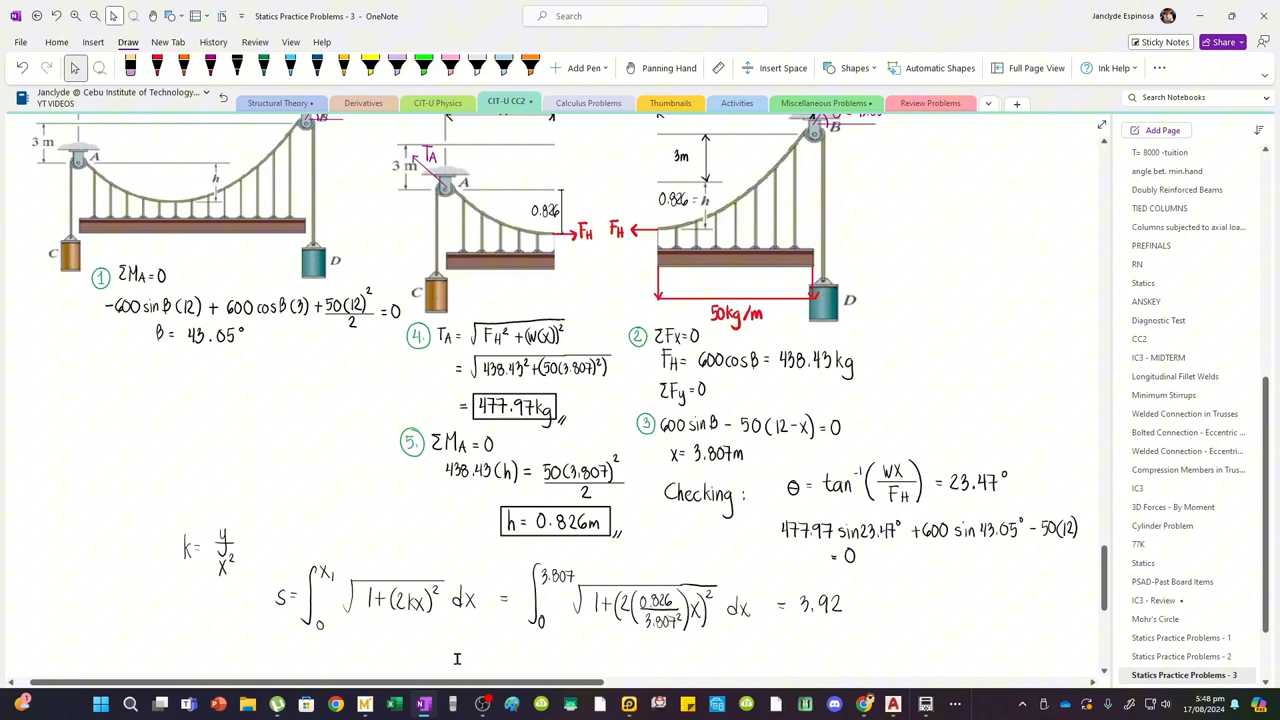 Statics Practice Problems - 3 - OneNote
Search
Janclyde Espinosa
File Home Insert Draw New Tab History Review View Help
Sticky Notes
Share
Add Pen
Panning Hand
Insert Space
Shapes
Automatic Shapes
Full Page View
Ink Help
Janclyde @ Cebu Institute of Technology...
YT VIDEOS
Structural Theory
Derivatives
CIT-U Physics
CIT-U CC2
Calculus Problems
Thumbnails
Activities
Miscellaneous Problems
Review Problems
Search Notebooks
Add Page
T= 8000 -tuition
angle bet. min.hand
Doubly Reinforced Beams
TIED COLUMNS
Columns subjected to axial loa...
PREFINALS
RN
Statics
ANSKEY
Diagnostic Test
CC2
IC3 - MIDTERM
Longitudinal Fillet Welds
Minimum Stirrups
Welded Connection in Trusses
Bolted Connection - Eccentric ...
Welded Connection - Eccentri...
Compression Members in Trus...
IC3
3D Forces - By Moment
Cylinder Problem
77K
Statics
PSAD-Past Board Items
IC3 - Review
Mohr's Circle
Statics Practice Problems - 1
Statics Practice Problems - 2
Statics Practice Problems - 3
3 m
A
B
h
C
D
3 m
TA
A
0.826
FH
C
FH
3m
0.826 = h
B
D
50kg/m
1 ΣMA=0
-600 sin β (12) + 600 cos β (3) + 50(12)²/2 = 0
β = 43.05°
4. TA = √FH² + (W(x))²
= √438.43² + (50(3.807)²)
= 477.97kg
5. ΣMA = 0
438.43(h) = 50(3.807)²/2
h = 0.826m
2 ΣFx=0
FH = 600cosβ = 438.43 kg
ΣFy=0
3 600 sin β - 50(12-x) = 0
x = 3.807m
Checking :
θ = tan⁻¹(WX/FH) = 23.47°
477.97 sin23.47° + 600 sin 43.05° - 50(12)
= 0
k = y/x²
s = ∫₀^x₁ √1+(2kx)² dx = ∫₀^3.807 √1+(2(0.826/3.807²)x)² dx = 3.92
5:48 pm
17/08/2024